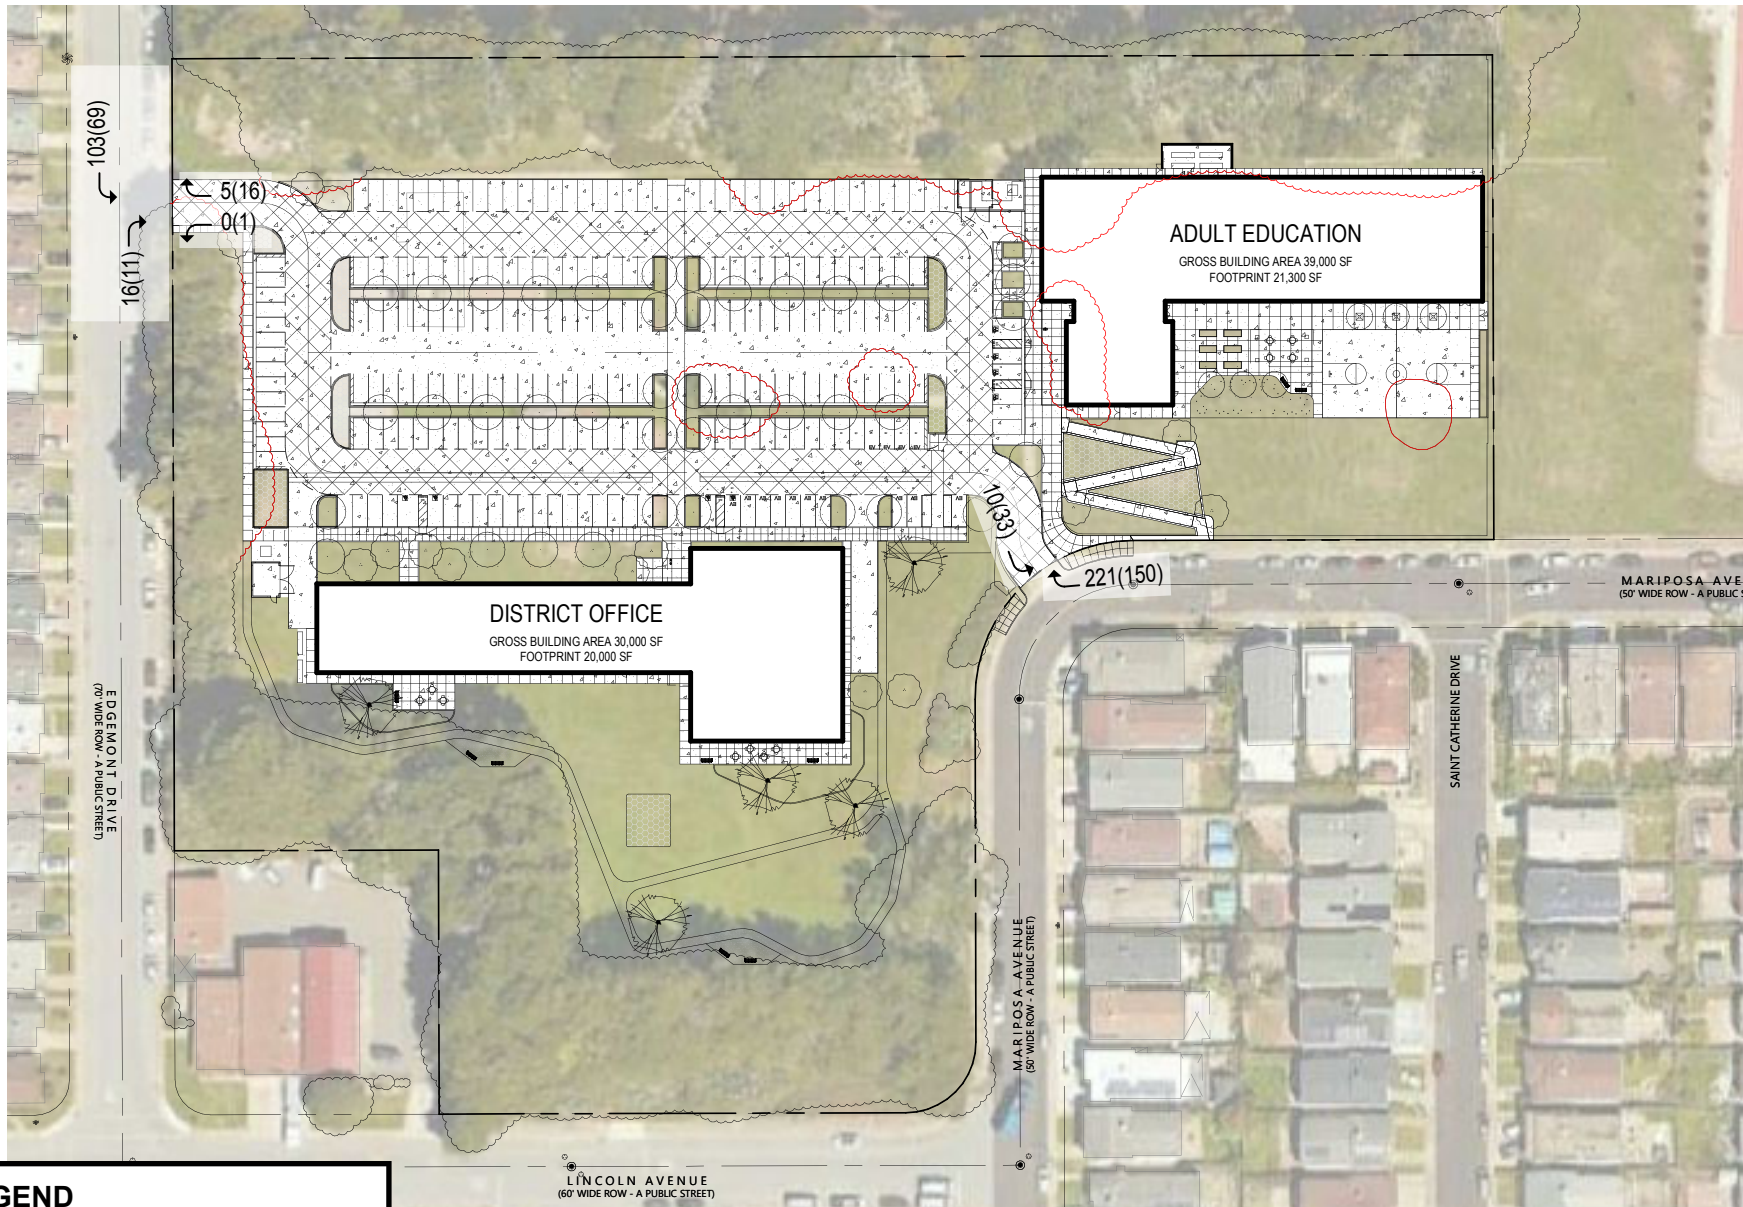 103(69)
5(16)
0(1)
16(11)
ADULT EDUCATION
GROSS BUILDING AREA 39,000 SF
FOOTPRINT 21,300 SF
10(33)
221(150)
MARIPOSA AVE
(50' WIDE ROW - A PUBLIC S
DISTRICT OFFICE
GROSS BUILDING AREA 30,000 SF
FOOTPRINT 20,000 SF
EDGEMONT DRIVE
(70' WIDE ROW - A PUBLIC STREET)
SAINT CATHERINE DRIVE
MARIPOSA AVENUE
(50' WIDE ROW - A PUBLIC STREET)
LINCOLN AVENUE
(60' WIDE ROW - A PUBLIC STREET)
GEND